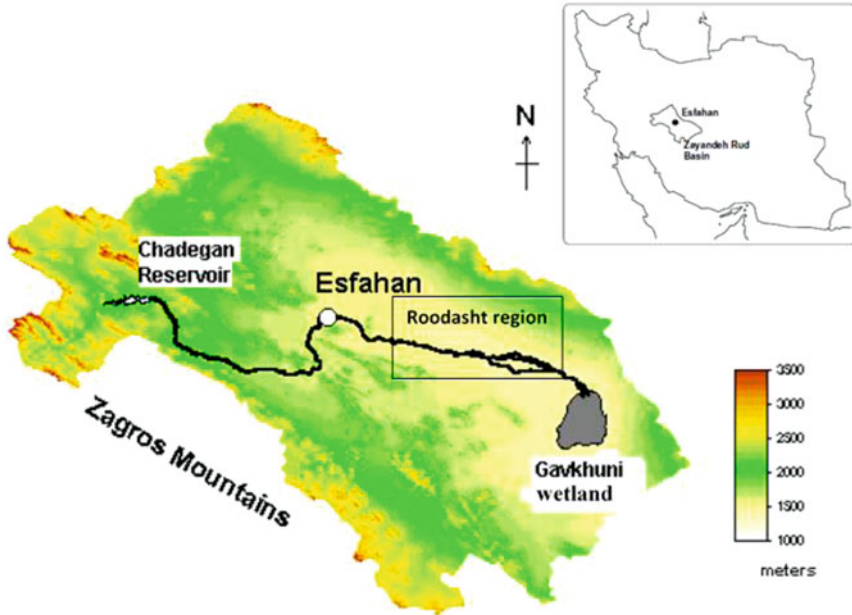 N
Esfahan
Zayandeh Rud
Basin
Chadegan
Reservoir
Esfahan
Roodasht region
Zagros Mountains
Gavkhuni
wetland
3500
3000
2500
2000
1500
1000
meters